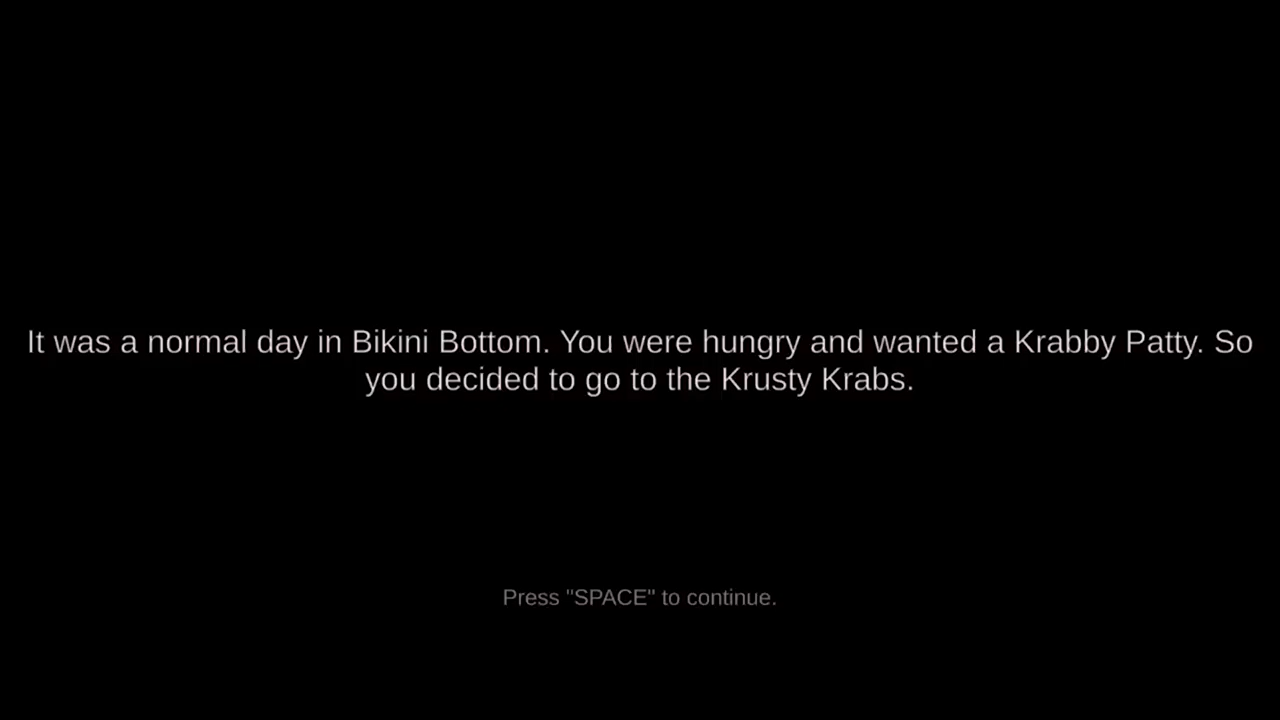 It was a normal day in Bikini Bottom. You were hungry and wanted a Krabby Patty. So
you decided to go to the Krusty Krabs.
Press "SPACE" to continue.